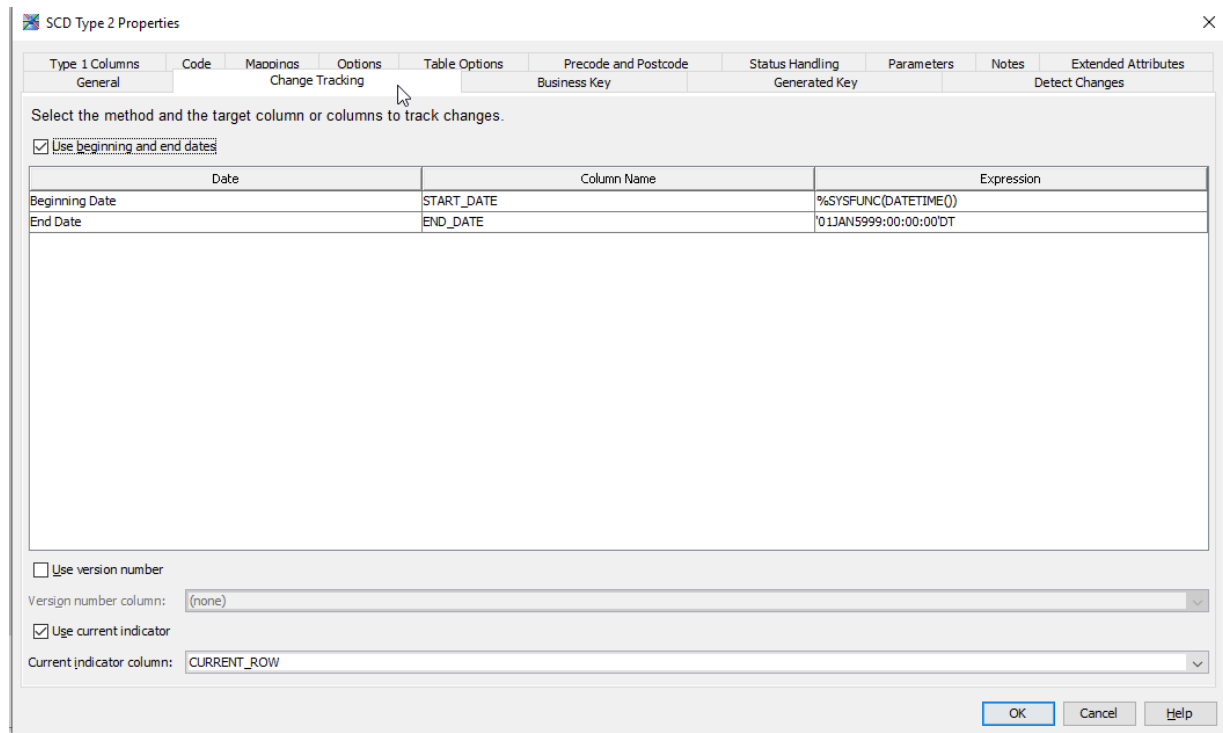 SCD Type 2 Properties
Type 1 Columns Code Mappings Options Table Options Precode and Postcode Status Handling Parameters Notes Extended Attributes
General Change Tracking Business Key Generated Key Detect Changes
Select the method and the target column or columns to track changes.
Use beginning and end dates
Date Column Name Expression
Beginning Date START_DATE %SYSFUNC(DATETIME())
End Date END_DATE '01JAN5999:00:00:00'DT
Use version number
Version number column: (none)
Use current indicator
Current indicator column: CURRENT_ROW
OK Cancel Help